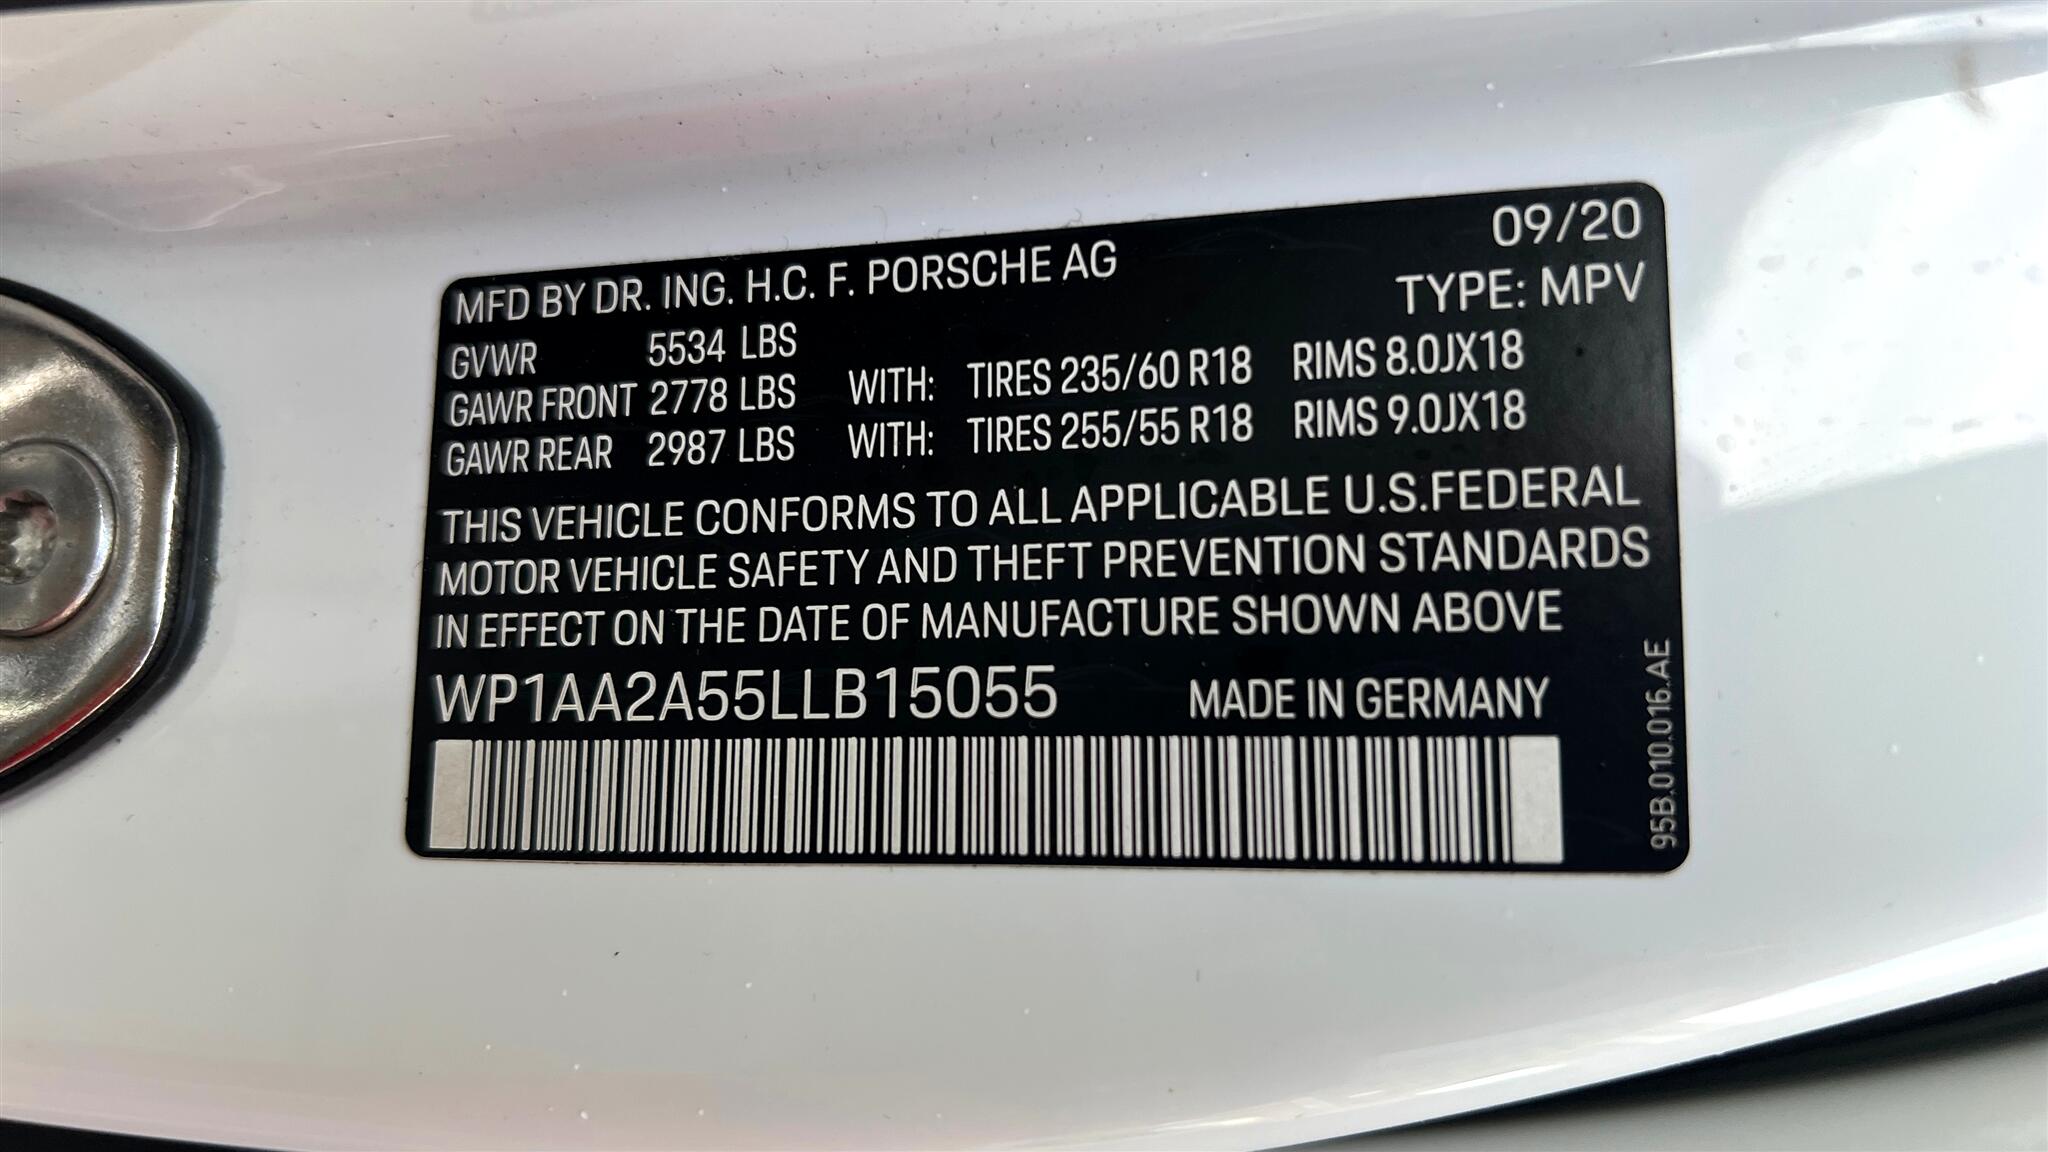 09/20
MFD BY DR. ING. H.C. F. PORSCHE AG
TYPE: MPV
GVWR 5534 LBS
GAWR FRONT 2778 LBS WITH: TIRES 235/60 R18 RIMS 8.0JX18
GAWR REAR 2987 LBS WITH: TIRES 255/55 R18 RIMS 9.0JX18
THIS VEHICLE CONFORMS TO ALL APPLICABLE U.S.FEDERAL
MOTOR VEHICLE SAFETY AND THEFT PREVENTION STANDARDS
IN EFFECT ON THE DATE OF MANUFACTURE SHOWN ABOVE
WP1AA2A55LLB15055 MADE IN GERMANY
95B.010.016.AE